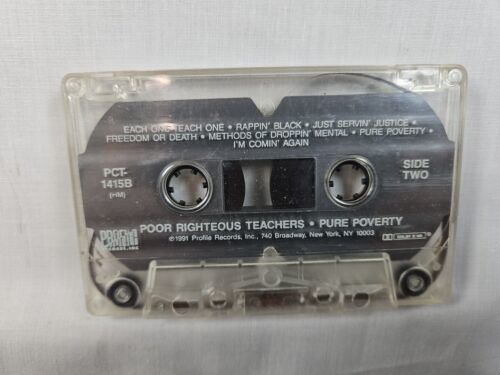 EACH ONE TEACH ONE • RAPPIN' BLACK • JUST SERVIN' JUSTICE •
FREEDOM OR DEATH • METHODS OF DROPPIN' MENTAL • PURE POVERTY •
I'M COMIN' AGAIN
PCT-
1415B
(HM)
SIDE
TWO
POOR RIGHTEOUS TEACHERS • PURE POVERTY
©1991 Profile Records, Inc., 740 Broadway, New York, NY 10003